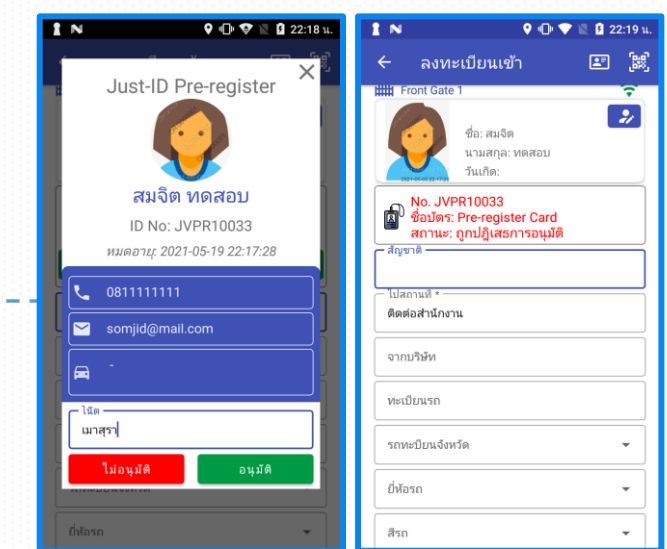 22:18 น.
Just-ID Pre-register
สมจิต ทดสอบ
ID No: JVPR10033
หมดอายุ: 2021-05-19 22:17:28
0811111111
somjid@mail.com
-
โน๊ต
เมาสุรา
ไม่อนุมัติ
อนุมัติ
ยี่ห้อรถ
22:19 น.
ลงทะเบียนเข้า
Front Gate 1
ชื่อ: สมจิต
นามสกุล: ทดสอบ
วันเกิด:
No. JVPR10033
ชื่อบัตร: Pre-register Card
สถานะ: ถูกปฎิเสธการอนุมัติ
สัญชาติ
ไปสถานที่ *
ติดต่อสำนักงาน
จากบริษัท
ทะเบียนรถ
รถทะบียนจังหวัด
ยี่ห้อรถ
สีรถ